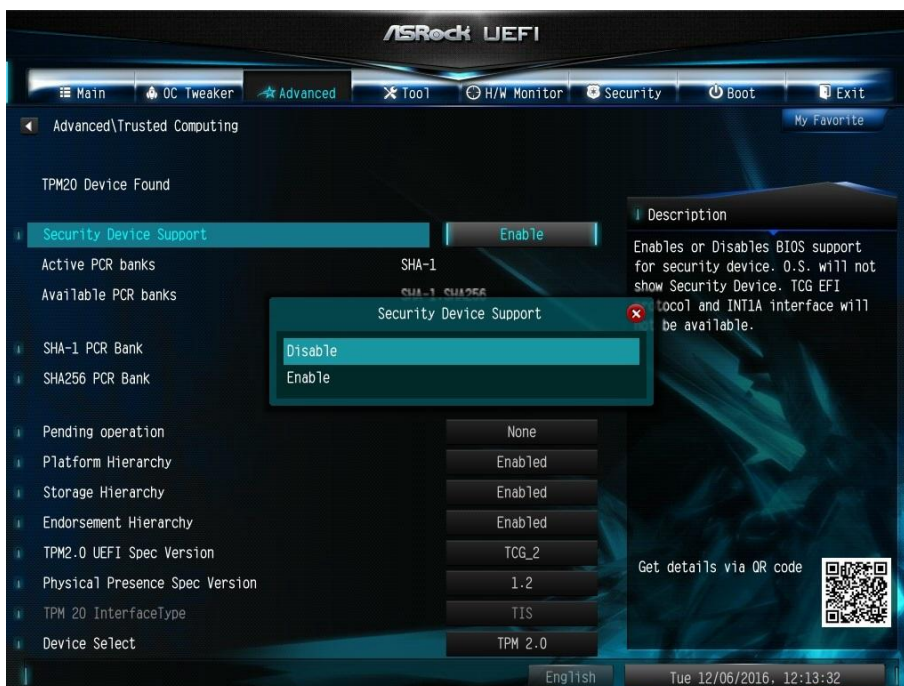 ASRock UEFI
Main OC Tweaker Advanced Tool H/W Monitor Security Boot Exit
My Favorite
Advanced\Trusted Computing
TPM20 Device Found
Security Device Support Enable
Active PCR banks SHA-1
Available PCR banks SHA-1,SHA256
SHA-1 PCR Bank
SHA256 PCR Bank
Security Device Support
Disable
Enable
Pending operation None
Platform Hierarchy Enabled
Storage Hierarchy Enabled
Endorsement Hierarchy Enabled
TPM2.0 UEFI Spec Version TCG_2
Physical Presence Spec Version 1.2
TPM 20 InterfaceType TIS
Device Select TPM 2.0
Description
Enables or Disables BIOS support
for security device. O.S. will not
show Security Device. TCG EFI
protocol and INT1A interface will
not be available.
Get details via QR code
English Tue 12/06/2016, 12:13:32